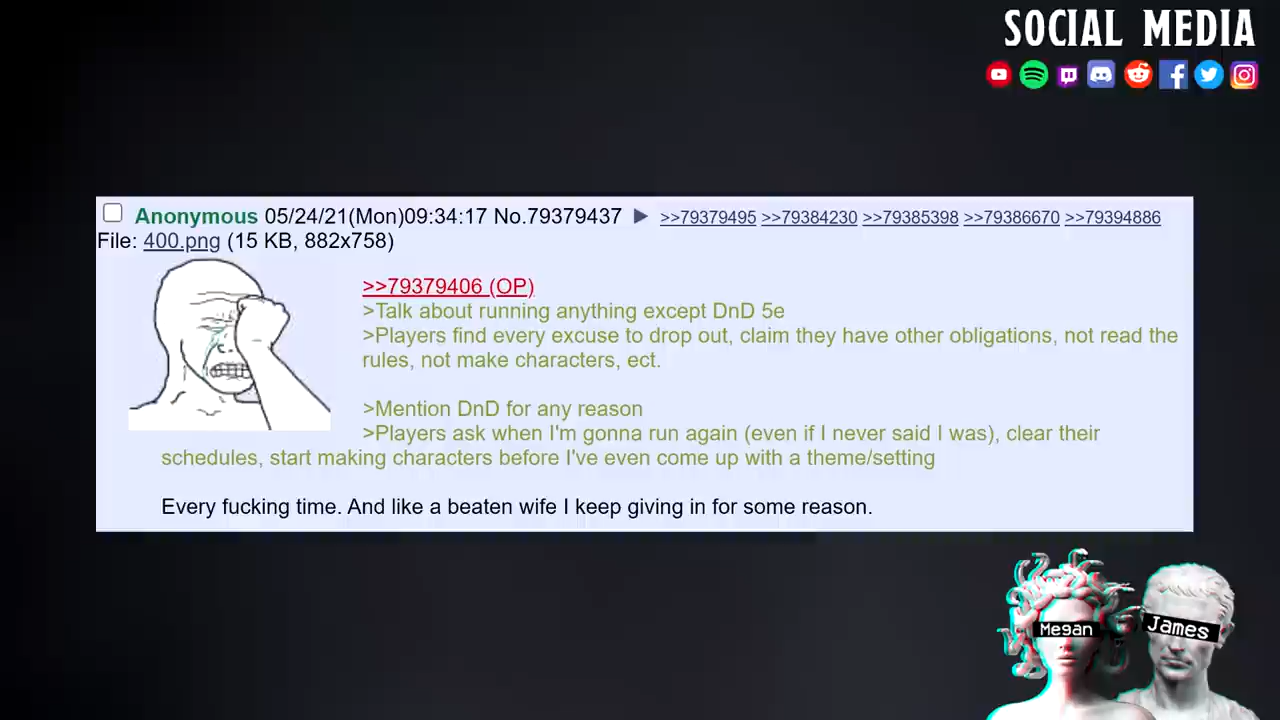 SOCIAL MEDIA
Anonymous 05/24/21(Mon)09:34:17 No.79379437 ▶ >>79379495 >>79384230 >>79385398 >>79386670 >>79394886
File: 400.png (15 KB, 882x758)
>>79379406 (OP)
>Talk about running anything except DnD 5e
>Players find every excuse to drop out, claim they have other obligations, not read the
rules, not make characters, ect.
>Mention DnD for any reason
>Players ask when I'm gonna run again (even if I never said I was), clear their
schedules, start making characters before I've even come up with a theme/setting
Every fucking time. And like a beaten wife I keep giving in for some reason.
Megan
James